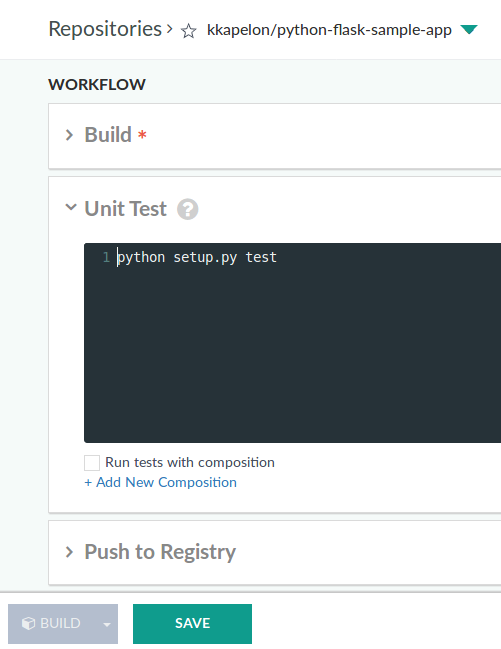 Repositories › ☆ kkapelon/python-flask-sample-app
WORKFLOW
Build *
Unit Test ?
1 python setup.py test
Run tests with composition
+ Add New Composition
Push to Registry
BUILD SAVE